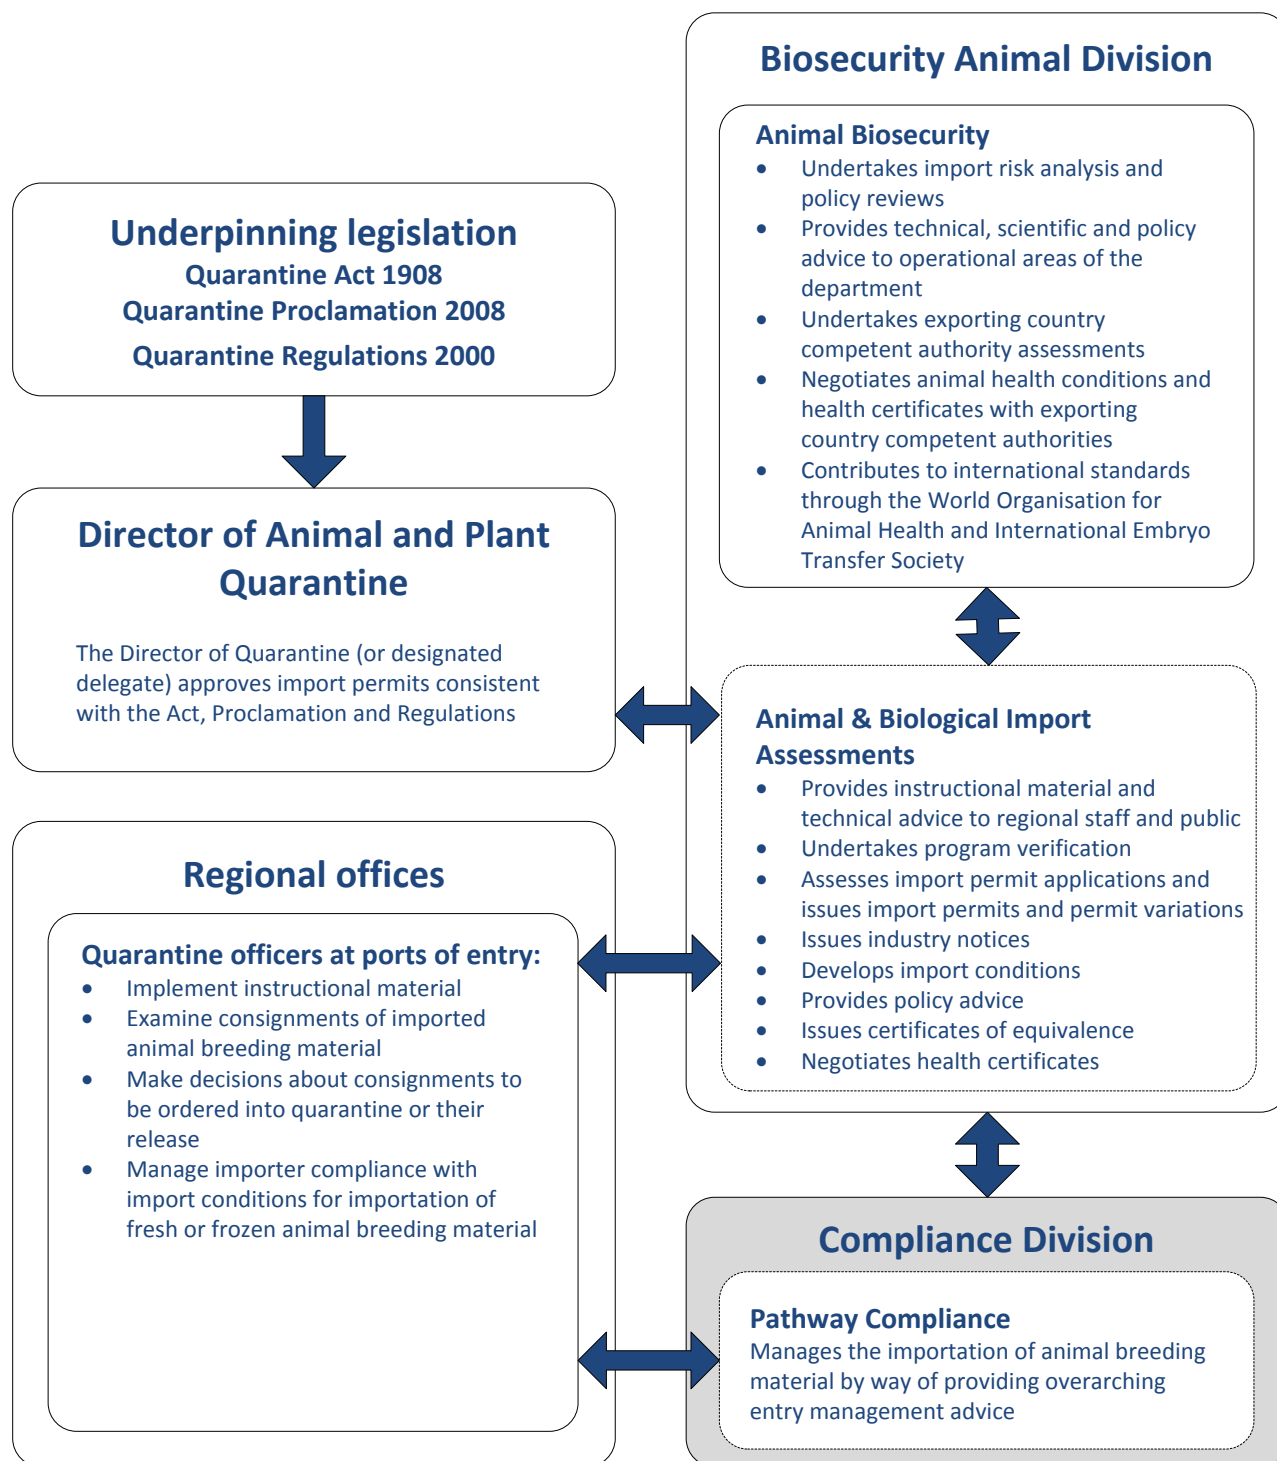 Underpinning legislation
Quarantine Act 1908
Quarantine Proclamation 2008
Quarantine Regulations 2000
Director of Animal and Plant
Quarantine
The Director of Quarantine (or designated
delegate) approves import permits consistent
with the Act, Proclamation and Regulations
Regional offices
Quarantine officers at ports of entry:
• Implement instructional material
• Examine consignments of imported
animal breeding material
• Make decisions about consignments to
be ordered into quarantine or their
release
• Manage importer compliance with
import conditions for importation of
fresh or frozen animal breeding material
Biosecurity Animal Division
Animal Biosecurity
• Undertakes import risk analysis and
policy reviews
• Provides technical, scientific and policy
advice to operational areas of the
department
• Undertakes exporting country
competent authority assessments
• Negotiates animal health conditions and
health certificates with exporting
country competent authorities
• Contributes to international standards
through the World Organisation for
Animal Health and International Embryo
Transfer Society
Animal & Biological Import
Assessments
• Provides instructional material and
technical advice to regional staff and public
• Undertakes program verification
• Assesses import permit applications and
issues import permits and permit variations
• Issues industry notices
• Develops import conditions
• Provides policy advice
• Issues certificates of equivalence
• Negotiates health certificates
Compliance Division
Pathway Compliance
Manages the importation of animal breeding
material by way of providing overarching
entry management advice